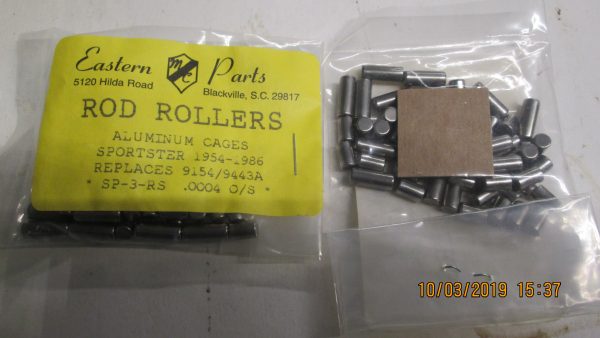 Eastern ME Parts
5120 Hilda Road Blackville, S.C. 29817
ROD ROLLERS
ALUMINUM CAGES
SPORTSTER 1954-1986
REPLACES 9154/9443A
* SP-3-RS .0004 O/S *
10/03/2019 15:37